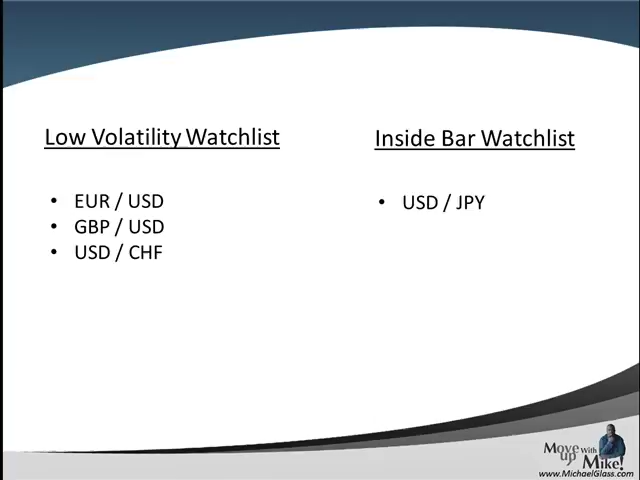 Low Volatility Watchlist
• EUR / USD
• GBP / USD
• USD / CHF
Inside Bar Watchlist
• USD / JPY
Move up With Mike!
www.MichaelGlass.com